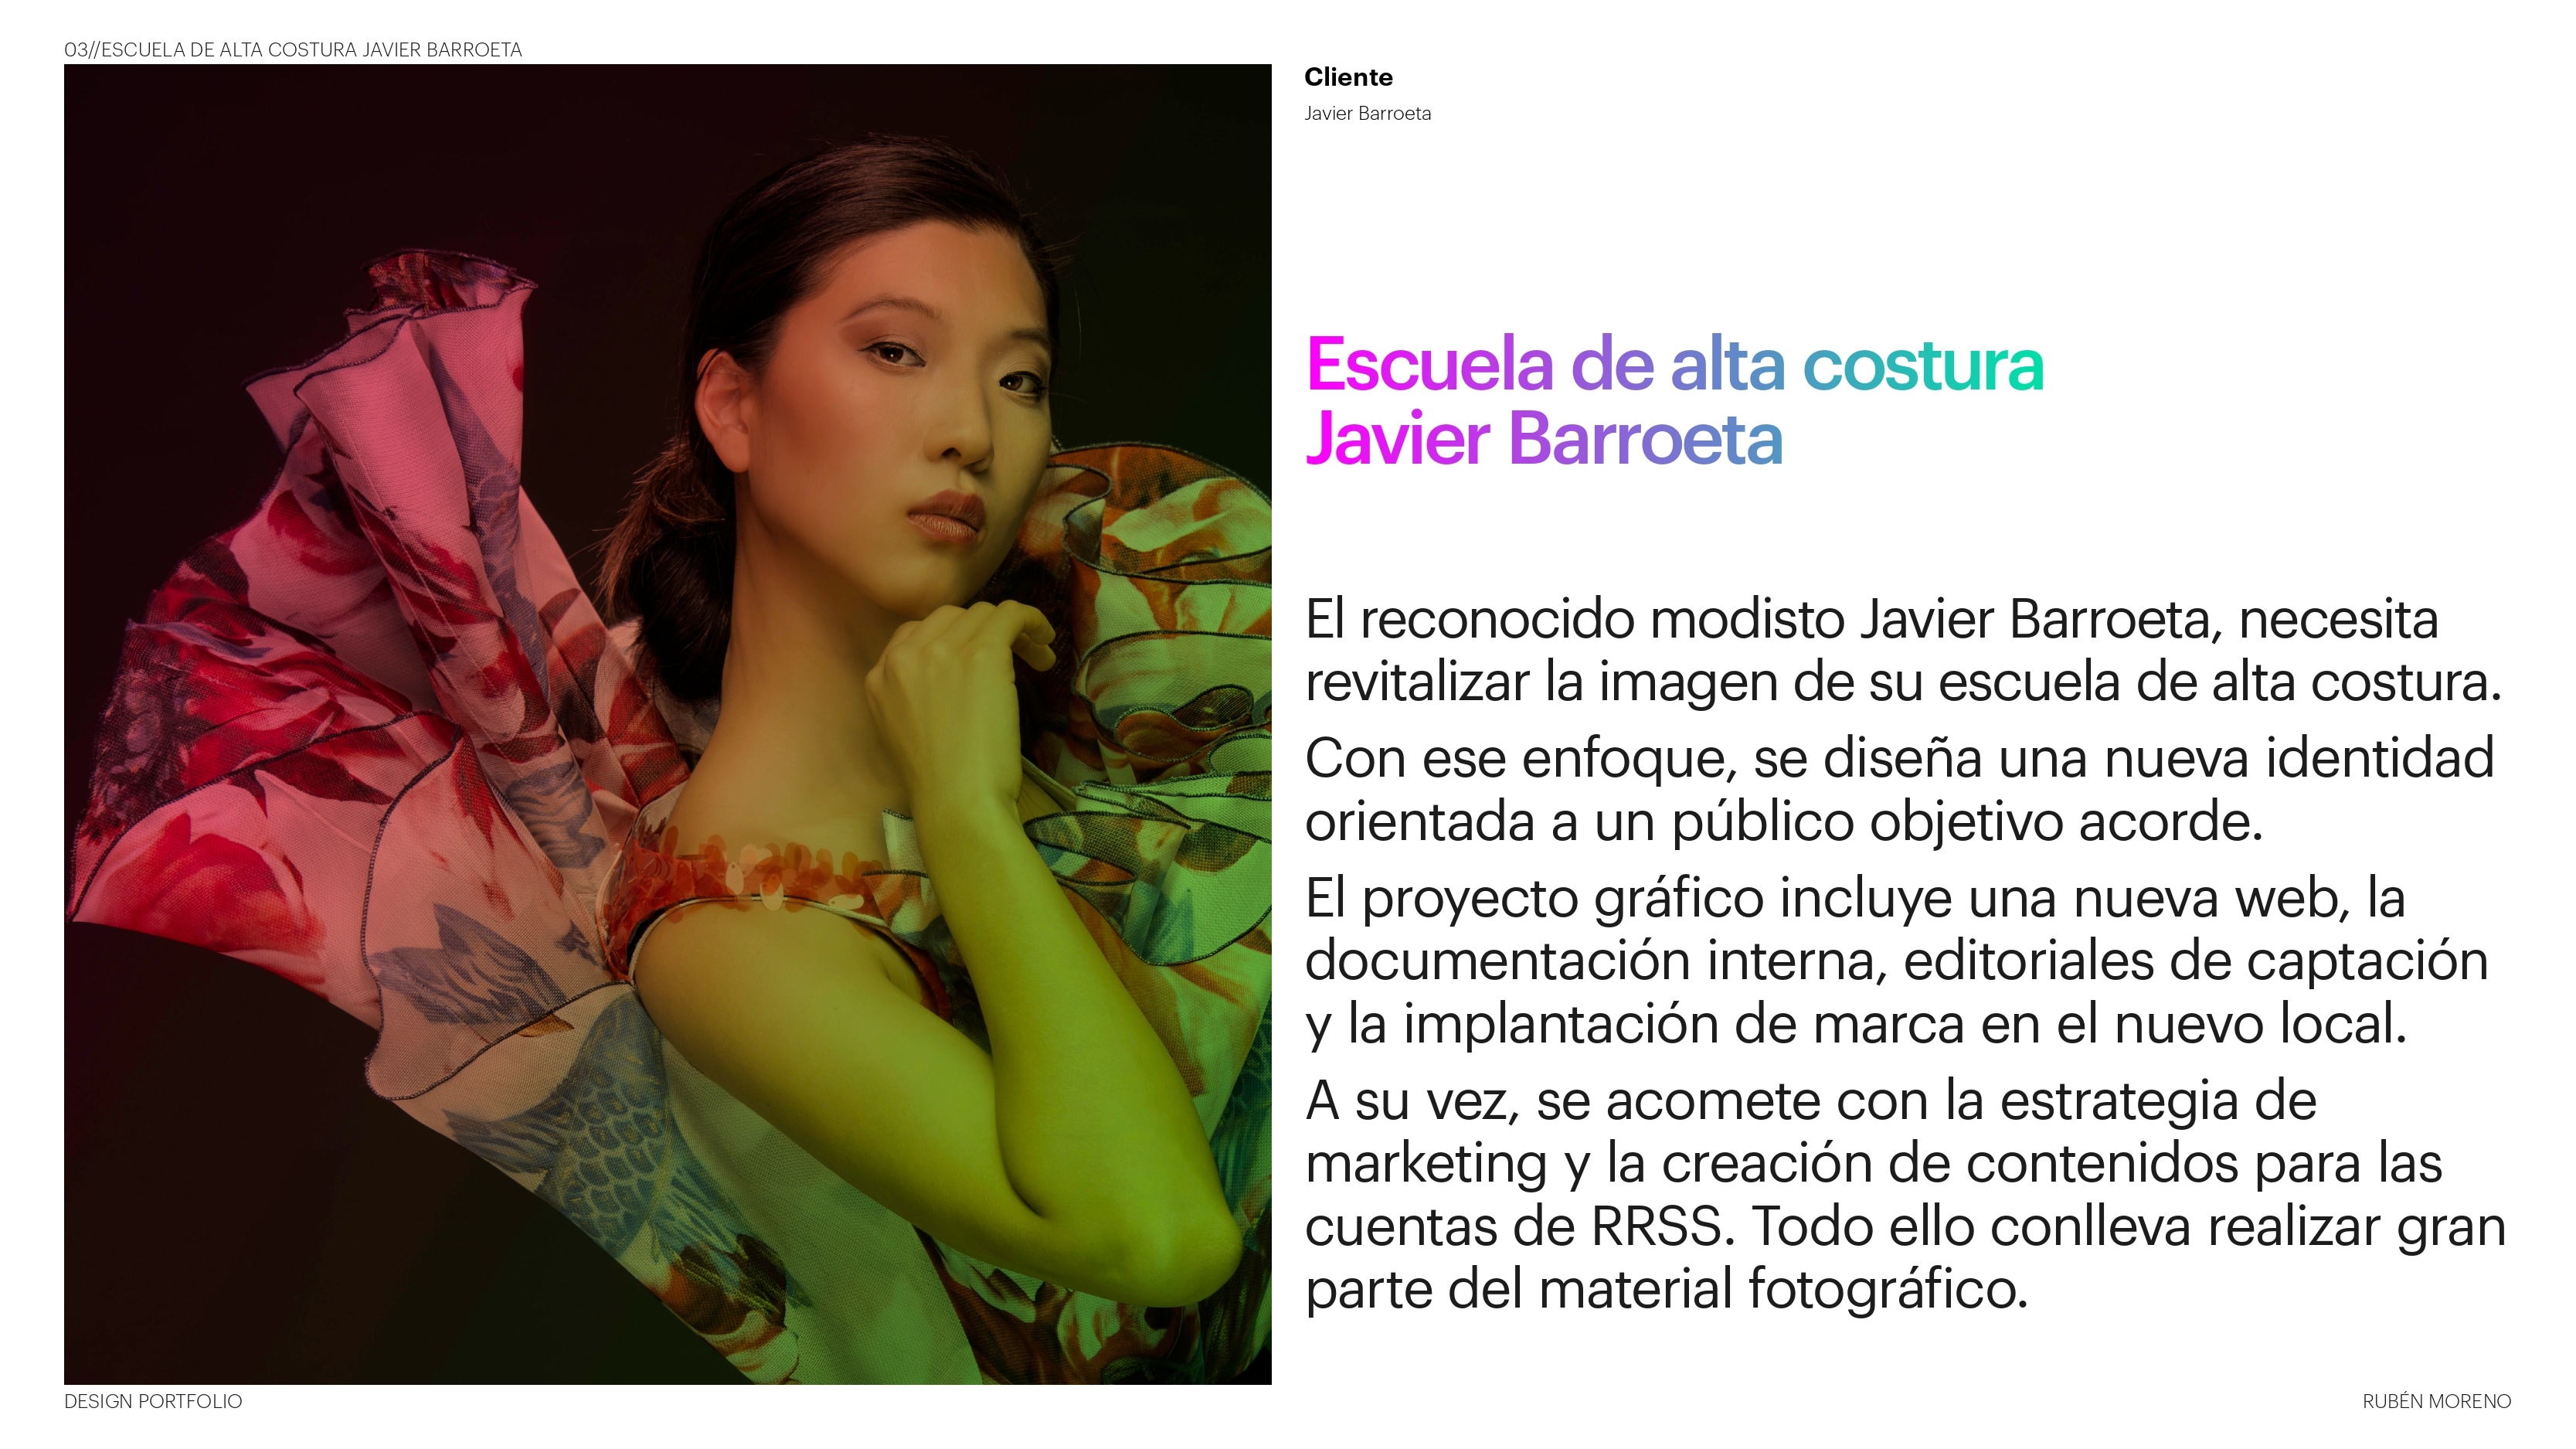 03//ESCUELA DE ALTA COSTURA JAVIER BARROETA
Cliente
Javier Barroeta
Escuela de alta costura
Javier Barroeta
El reconocido modisto Javier Barroeta, necesita
revitalizar la imagen de su escuela de alta costura.
Con ese enfoque, se diseña una nueva identidad
orientada a un público objetivo acorde.
El proyecto gráfico incluye una nueva web, la
documentación interna, editoriales de captación
y la implantación de marca en el nuevo local.
A su vez, se acomete con la estrategia de
marketing y la creación de contenidos para las
cuentas de RRSS. Todo ello conlleva realizar gran
parte del material fotográfico.
DESIGN PORTFOLIO
RUBÉN MORENO